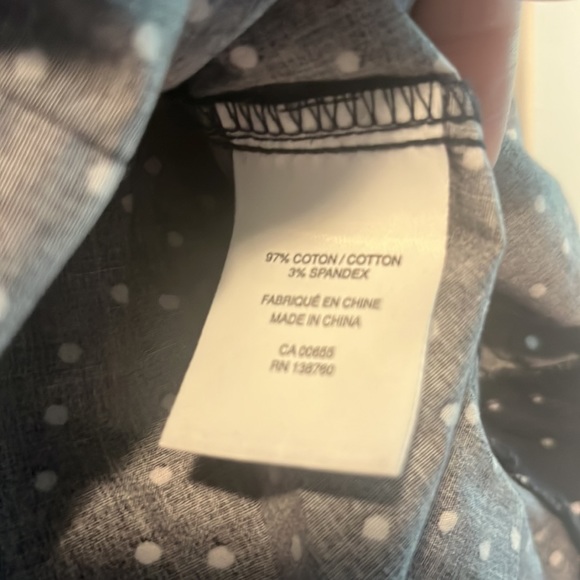 97% COTON / COTTON
3% SPANDEX
FABRIQUÉ EN CHINE
MADE IN CHINA
CA 00655
RN 138760